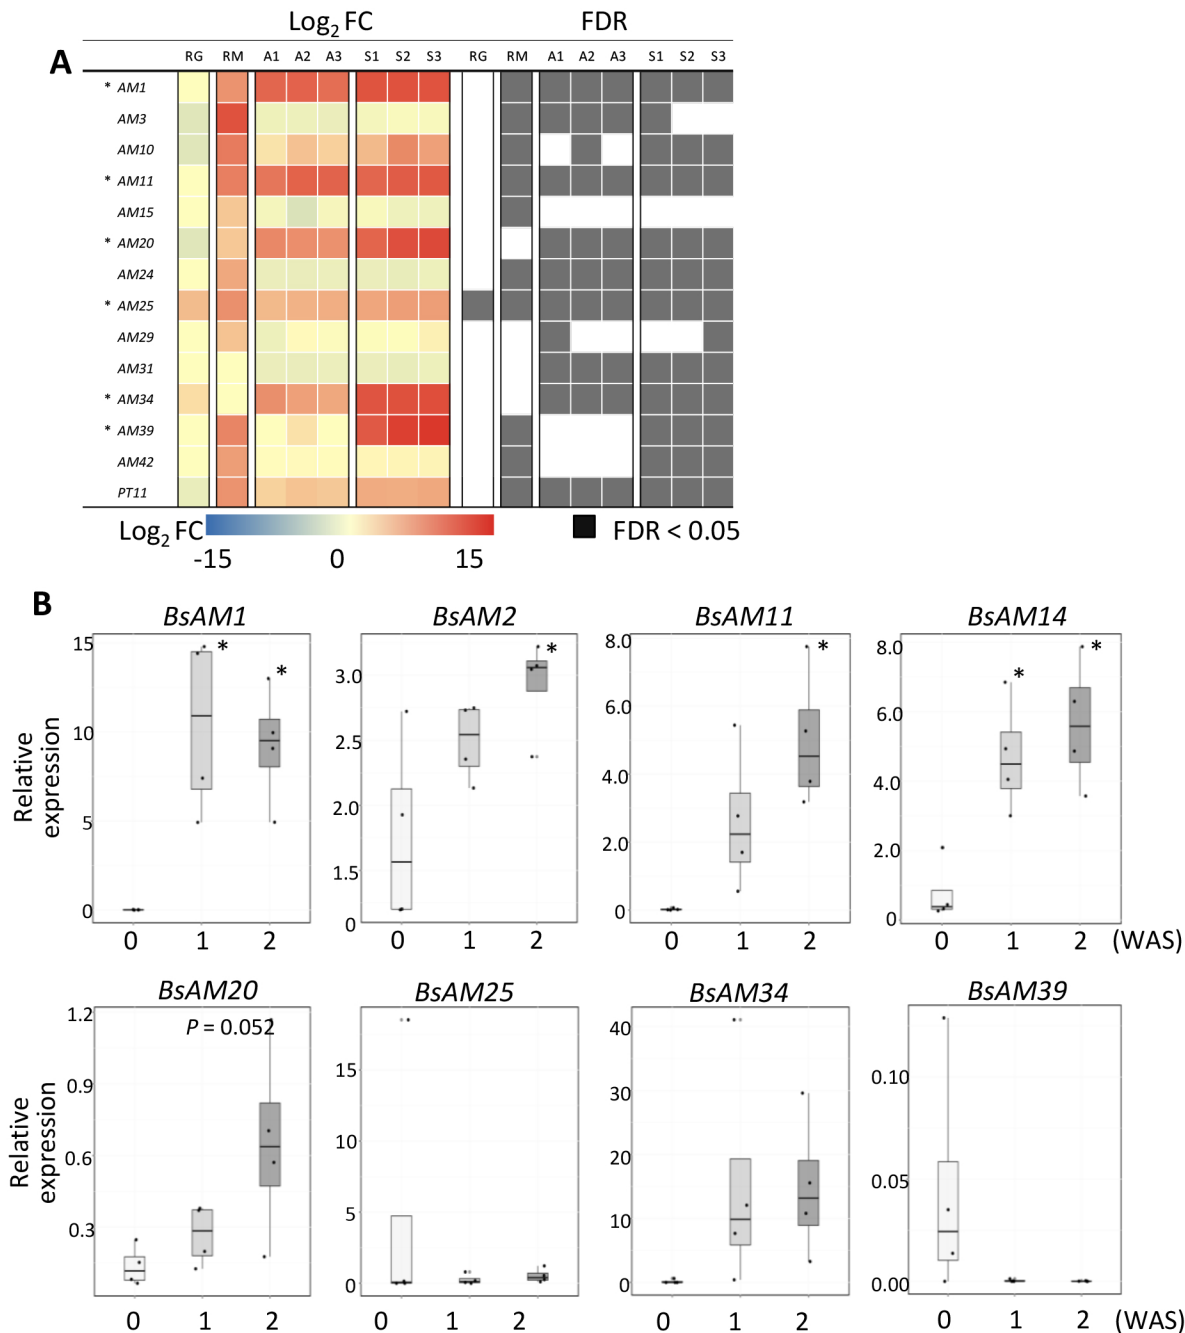 Log2 FC FDR
A RG RM A1 A2 A3 S1 S2 S3 RG RM A1 A2 A3 S1 S2 S3
* AM1
AM3
AM10
* AM11
AM15
* AM20
AM24
* AM25
AM29
AM31
* AM34
* AM39
AM42
PT11
Log2 FC FDR < 0.05
-15 0 15
B
BsAM1 BsAM2 BsAM11 BsAM14
Relative
expression
15
10
5
0
* *
0 1 2
3.0
2.5
2.0
1.5
0
*
0 1 2
8.0
6.0
4.0
2.0
0
*
0 1 2
8.0
6.0
4.0
2.0
0
* *
0 1 2 (WAS)
BsAM20 BsAM25 BsAM34 BsAM39
Relative
expression
1.2
0.9
0.6
0.3
P = 0.052
0 1 2
15
10
5
0
0 1 2
40
30
20
10
0
0 1 2
0.10
0.05
0.00
0 1 2 (WAS)